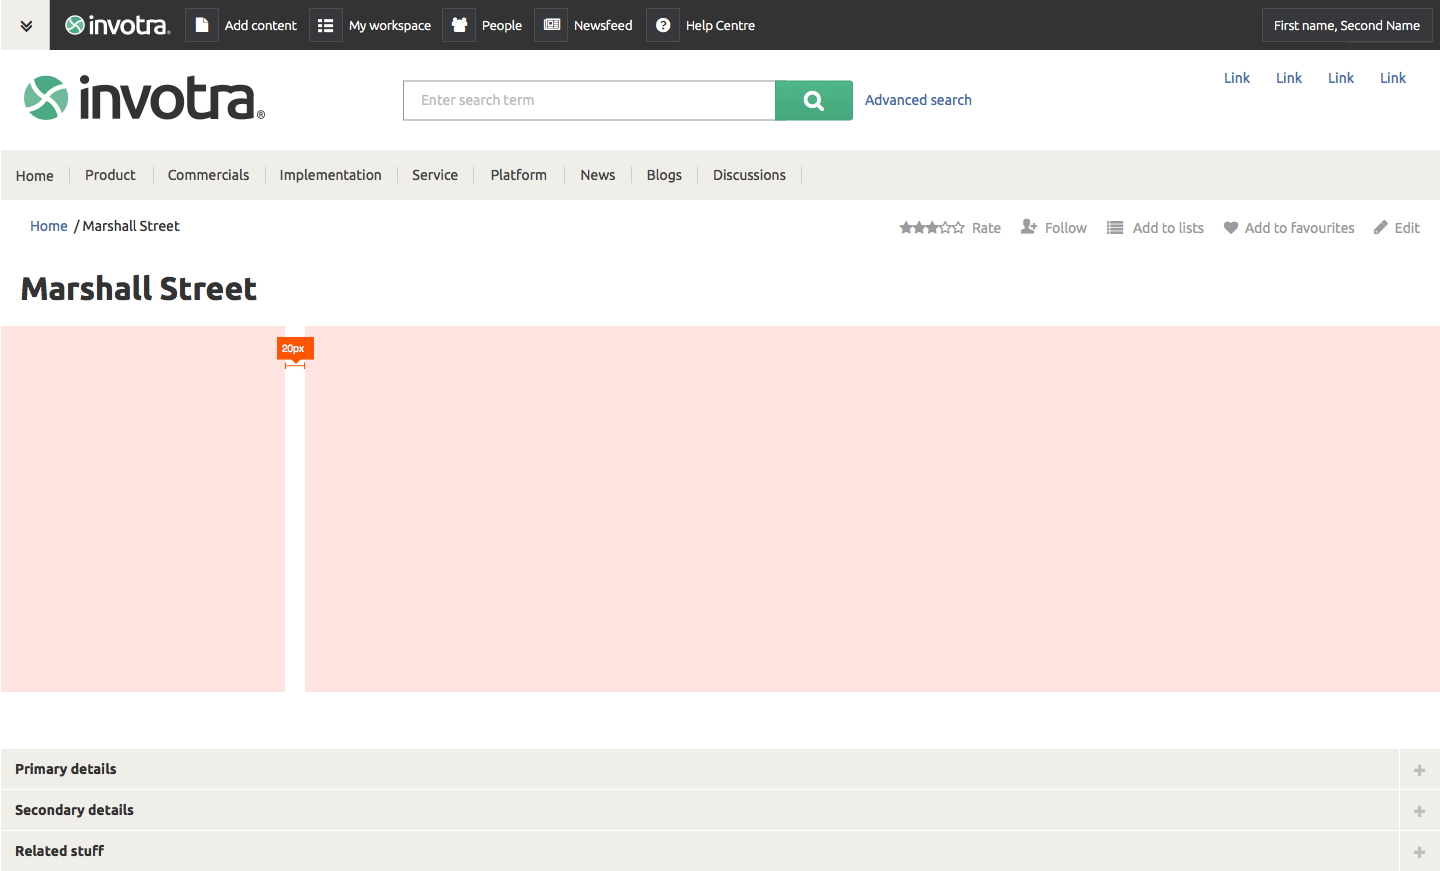 invotra® Add content My workspace People Newsfeed ? Help Centre First name, Second Name
invotra® Enter search term Advanced search Link Link Link Link
Home Product Commercials Implementation Service Platform News Blogs Discussions
Home / Marshall Street Rate Follow Add to lists Add to favourites Edit
Marshall Street
20px
Primary details +
Secondary details +
Related stuff +